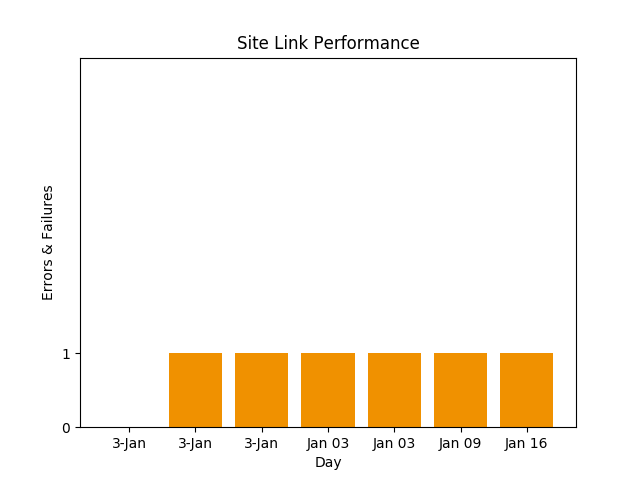 Site Link Performance
Errors & Failures
1
0
3-Jan 3-Jan 3-Jan Jan 03 Jan 03 Jan 09 Jan 16
Day